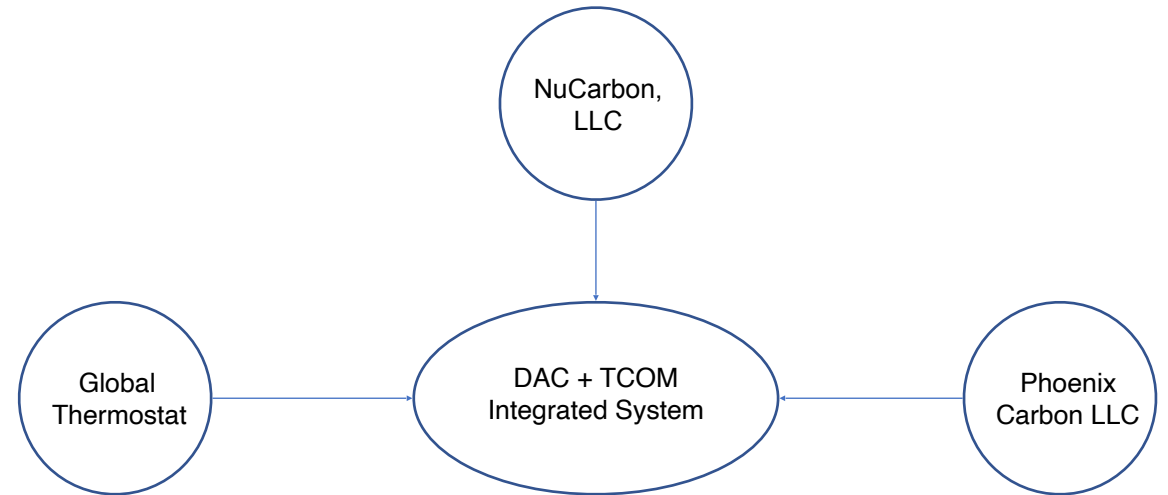 NuCarbon,
LLC
Global
Thermostat
DAC + TCOM
Integrated System
Phoenix
Carbon LLC